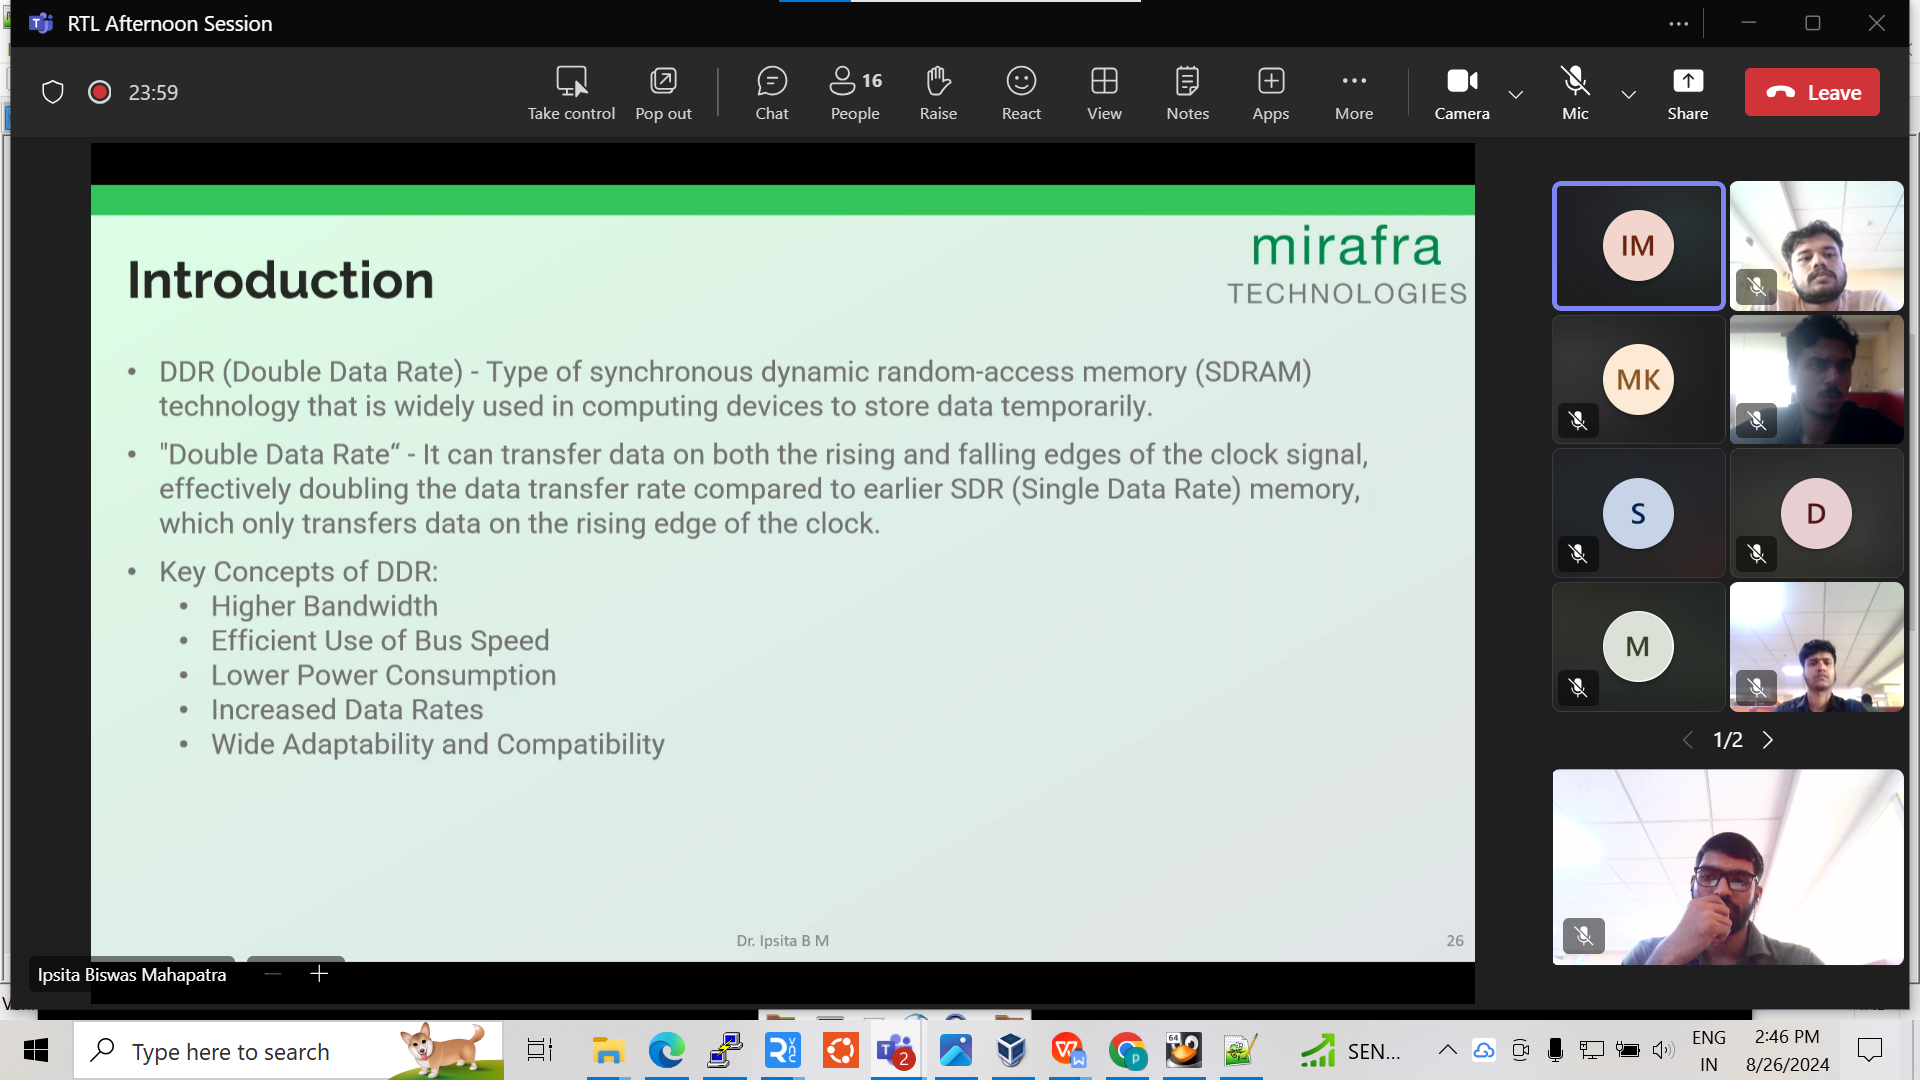 RTL Afternoon Session
23:59
Take control
Pop out
Chat
16
People
Raise
React
View
Notes
Apps
More
Camera
Mic
Share
Leave
mirafra
TECHNOLOGIES
Introduction
• DDR (Double Data Rate) - Type of synchronous dynamic random-access memory (SDRAM)
technology that is widely used in computing devices to store data temporarily.
• "Double Data Rate“ - It can transfer data on both the rising and falling edges of the clock signal,
effectively doubling the data transfer rate compared to earlier SDR (Single Data Rate) memory,
which only transfers data on the rising edge of the clock.
• Key Concepts of DDR:
• Higher Bandwidth
• Efficient Use of Bus Speed
• Lower Power Consumption
• Increased Data Rates
• Wide Adaptability and Compatibility
Dr. Ipsita B M
26
Ipsita Biswas Mahapatra
IM
MK
S
D
M
1/2
Type here to search
2
64
SEN...
ENG
IN
2:46 PM
8/26/2024